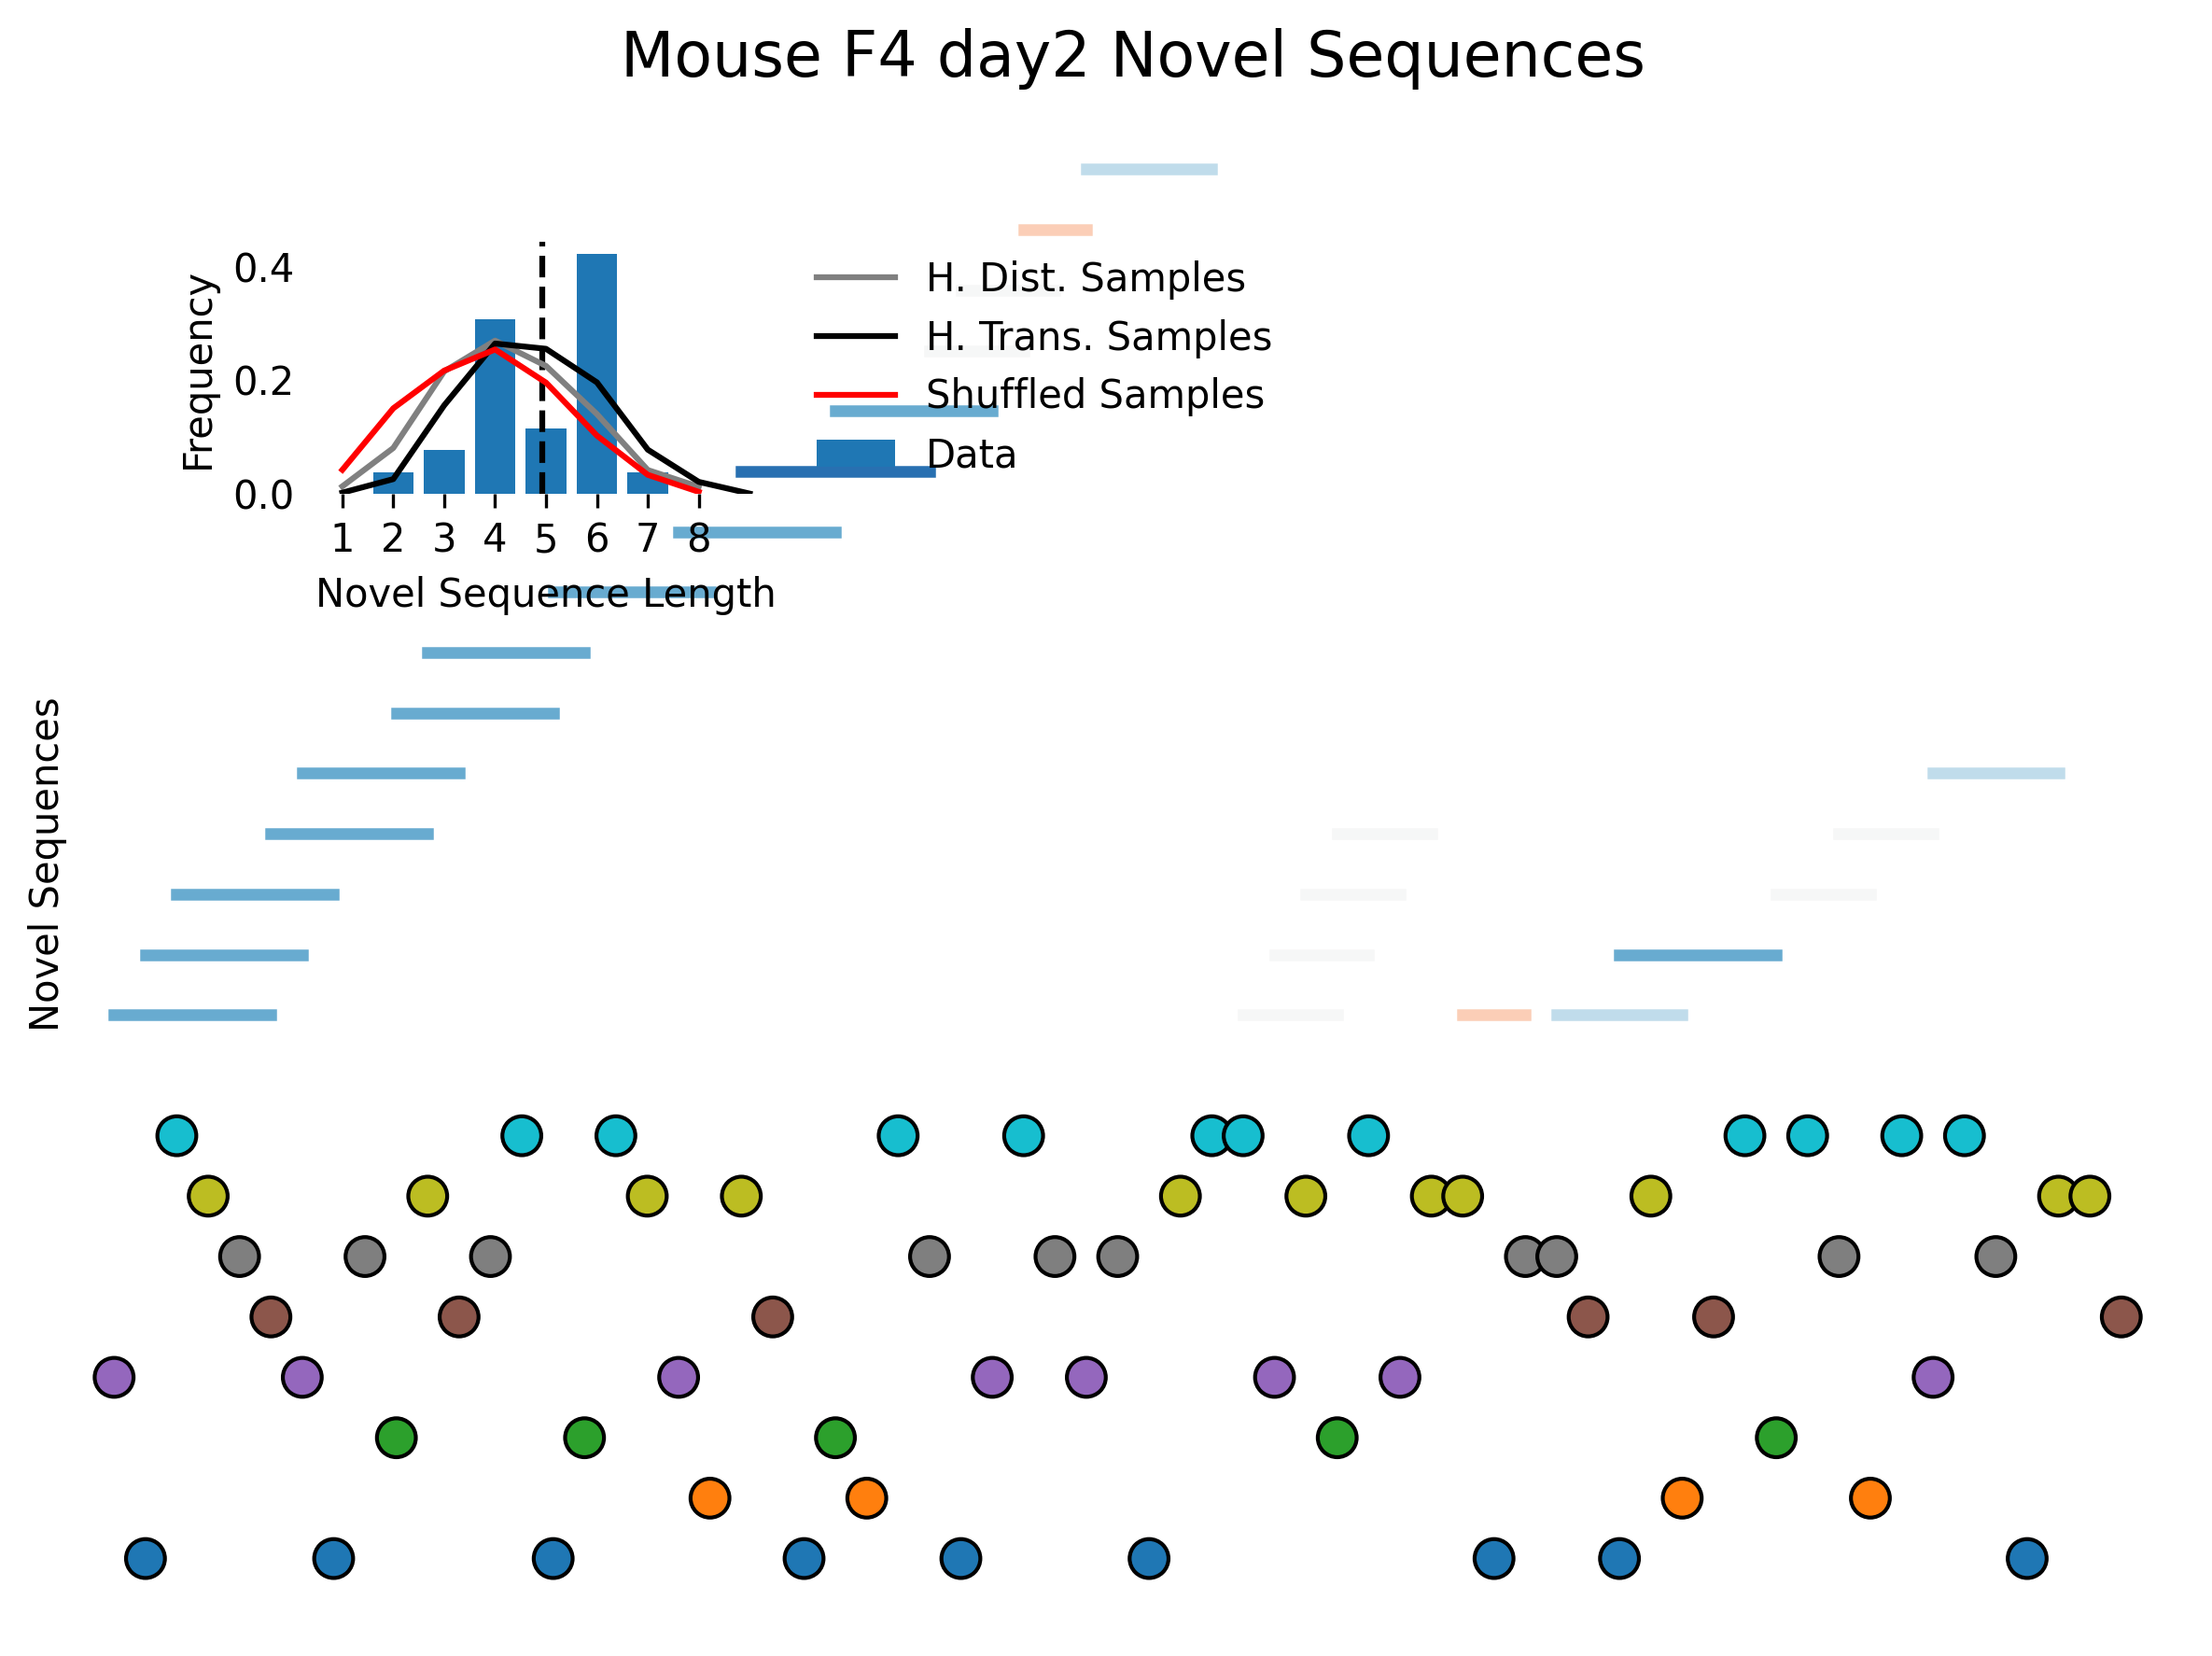 Mouse F4 day2 Novel Sequences
Frequency
0.4
0.2
0.0
1 2 3 4 5 6 7 8
Novel Sequence Length
H. Dist. Samples
H. Trans. Samples
Shuffled Samples
Data
Novel Sequences